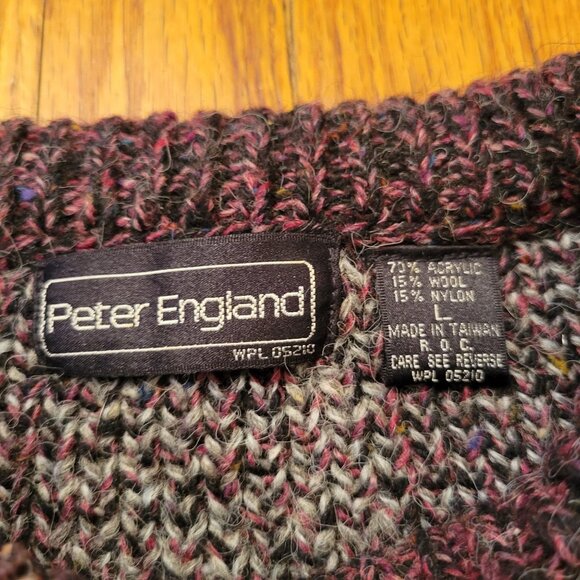 Peter England
WPL 05210
70% ACRYLIC
15% WOOL
15% NYLON
L
MADE IN TAIWAN
R. O. C.
CARE SEE REVERSE
WPL 05210